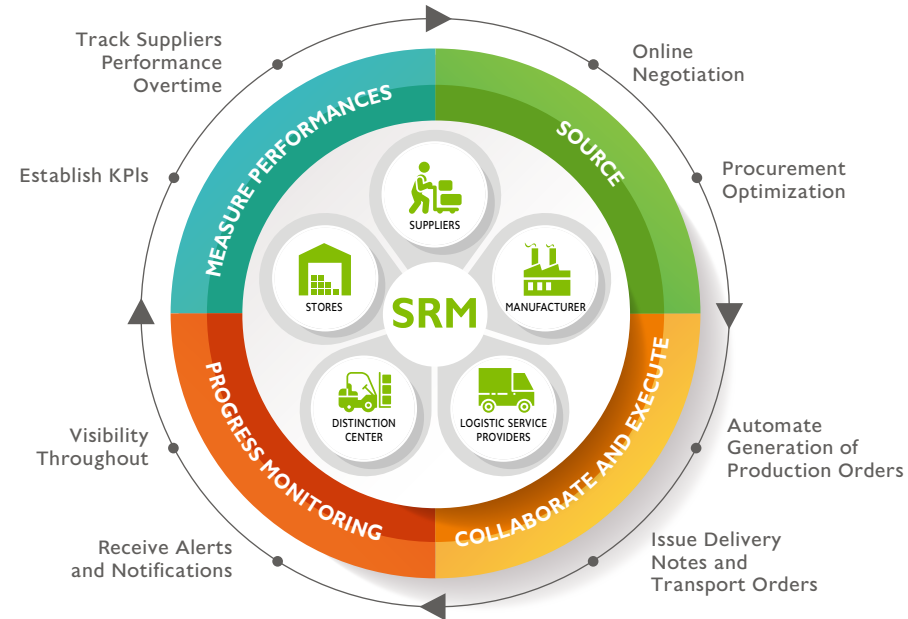 Track Suppliers
Performance
Overtime
Online
Negotiation
MEASURE PERFORMANCES
SOURCE
Establish KPIs
Procurement
Optimization
SUPPLIERS
STORES
SRM
MANUFACTURER
DISTINCTION
CENTER
LOGISTIC SERVICE
PROVIDERS
PROGRESS MONITORING
COLLABORATE AND EXECUTE
Visibility
Throughout
Automate
Generation of
Production Orders
Receive Alerts
and Notifications
Issue Delivery
Notes and
Transport Orders